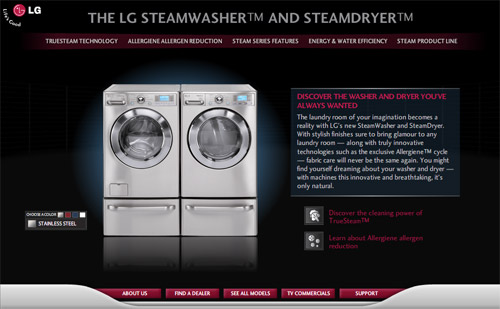 Life's Good
LG
THE LG STEAMWASHER™ AND STEAMDRYER™
TRUESTEAM TECHNOLOGY ALLERGIENE ALLERGEN REDUCTION STEAM SERIES FEATURES ENERGY & WATER EFFICIENCY STEAM PRODUCT LINE
DISCOVER THE WASHER AND DRYER YOU'VE
ALWAYS WANTED
The laundry room of your imagination becomes a
reality with LG's new SteamWasher and SteamDryer.
With stylish finishes sure to bring glamour to any
laundry room — along with truly innovative
technologies such as the exclusive Allergiene™ cycle
— fabric care will never be the same again. You might
find yourself dreaming about your washer and dryer —
with machines this innovative and breathtaking, it's
only natural.
CHOOSE A COLOR
STAINLESS STEEL
Discover the cleaning power of
TrueSteam™
Learn about Allergiene allergen
reduction
ABOUT US FIND A DEALER SEE ALL MODELS TV COMMERCIALS SUPPORT